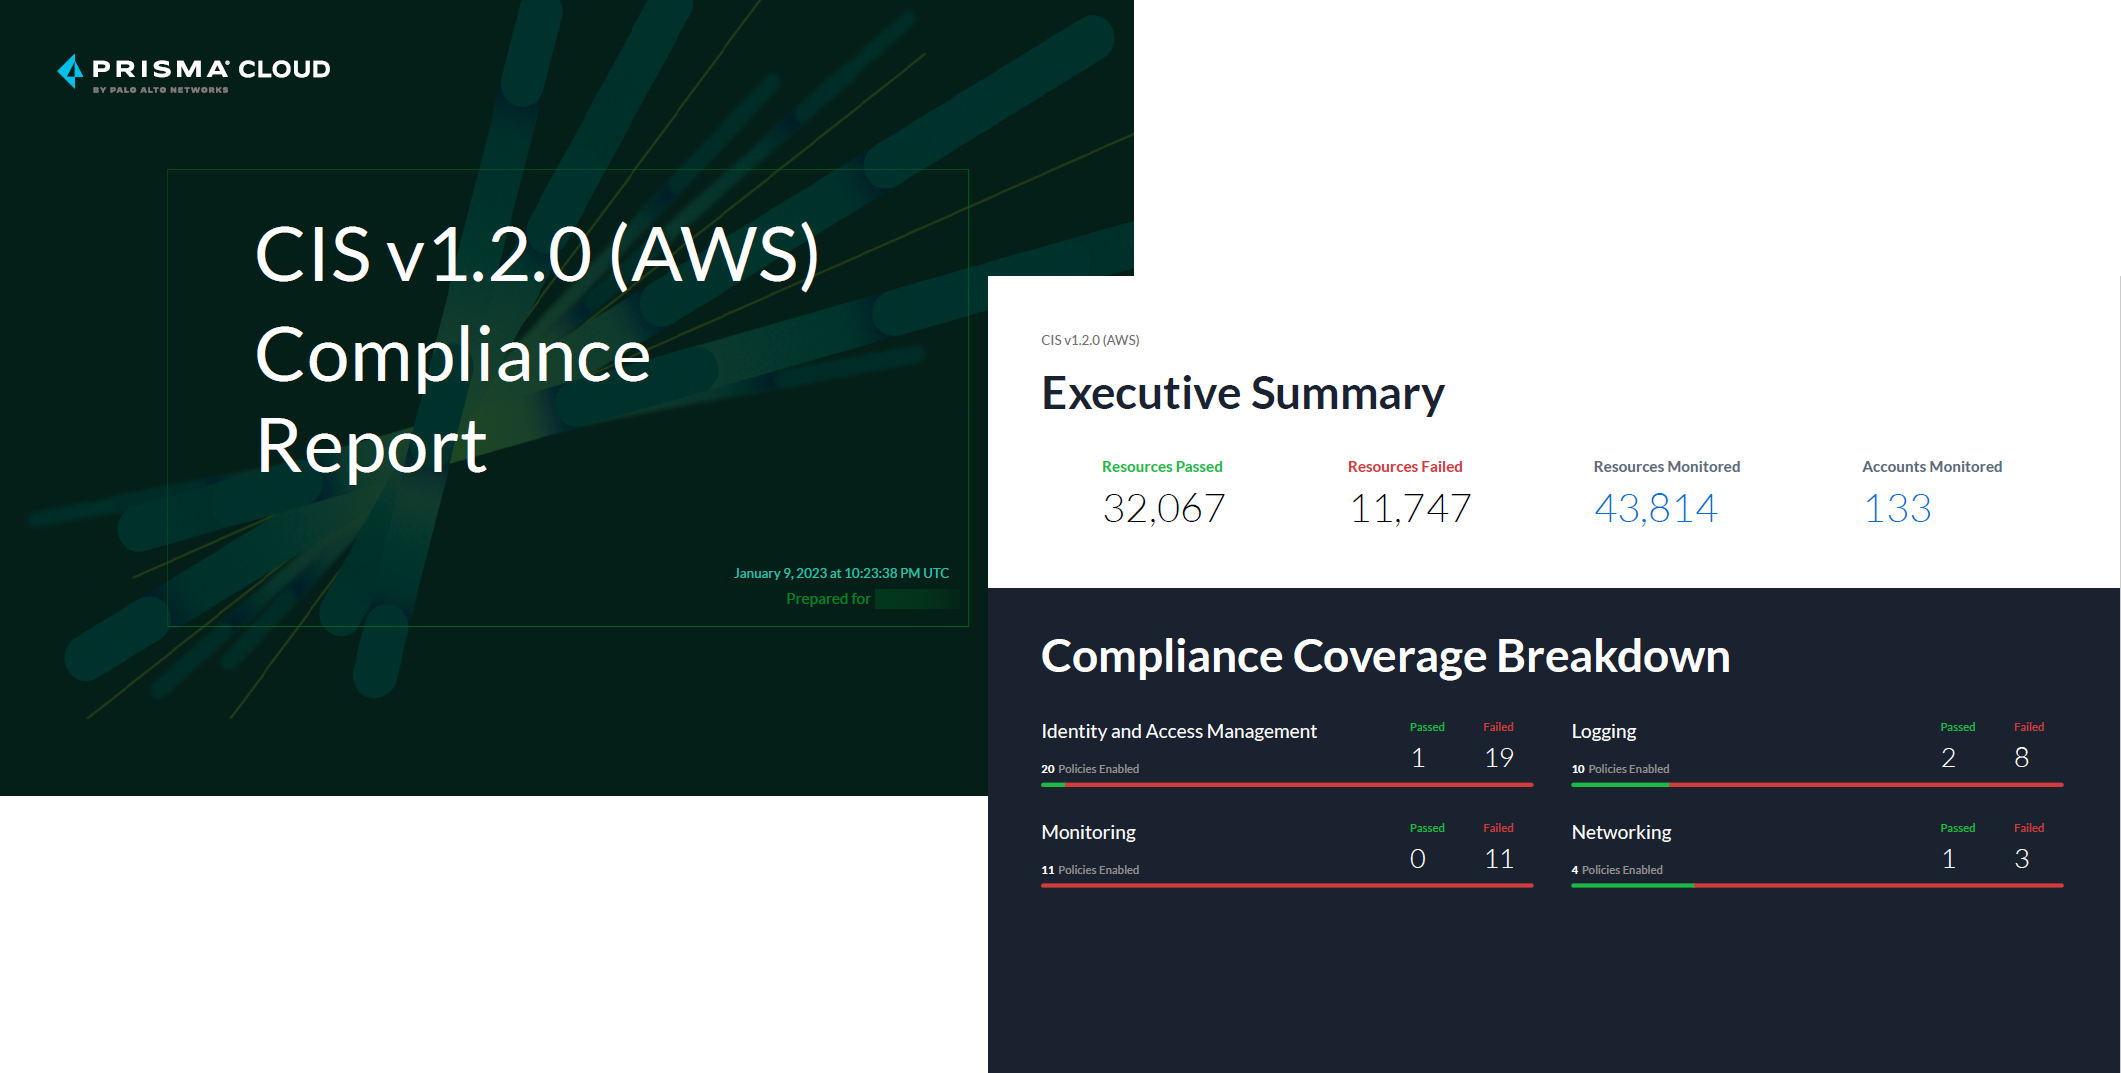 PRISMA® CLOUD
BY PALO ALTO NETWORKS
CIS v1.2.0 (AWS)
Compliance
Report
January 9, 2023 at 10:23:38 PM UTC
Prepared for
CIS v1.2.0 (AWS)
Executive Summary
Resources Passed
32,067
Resources Failed
11,747
Resources Monitored
43,814
Accounts Monitored
133
Compliance Coverage Breakdown
Identity and Access Management
20 Policies Enabled
Passed
1
Failed
19
Logging
10 Policies Enabled
Passed
2
Failed
8
Monitoring
11 Policies Enabled
Passed
0
Failed
11
Networking
4 Policies Enabled
Passed
1
Failed
3